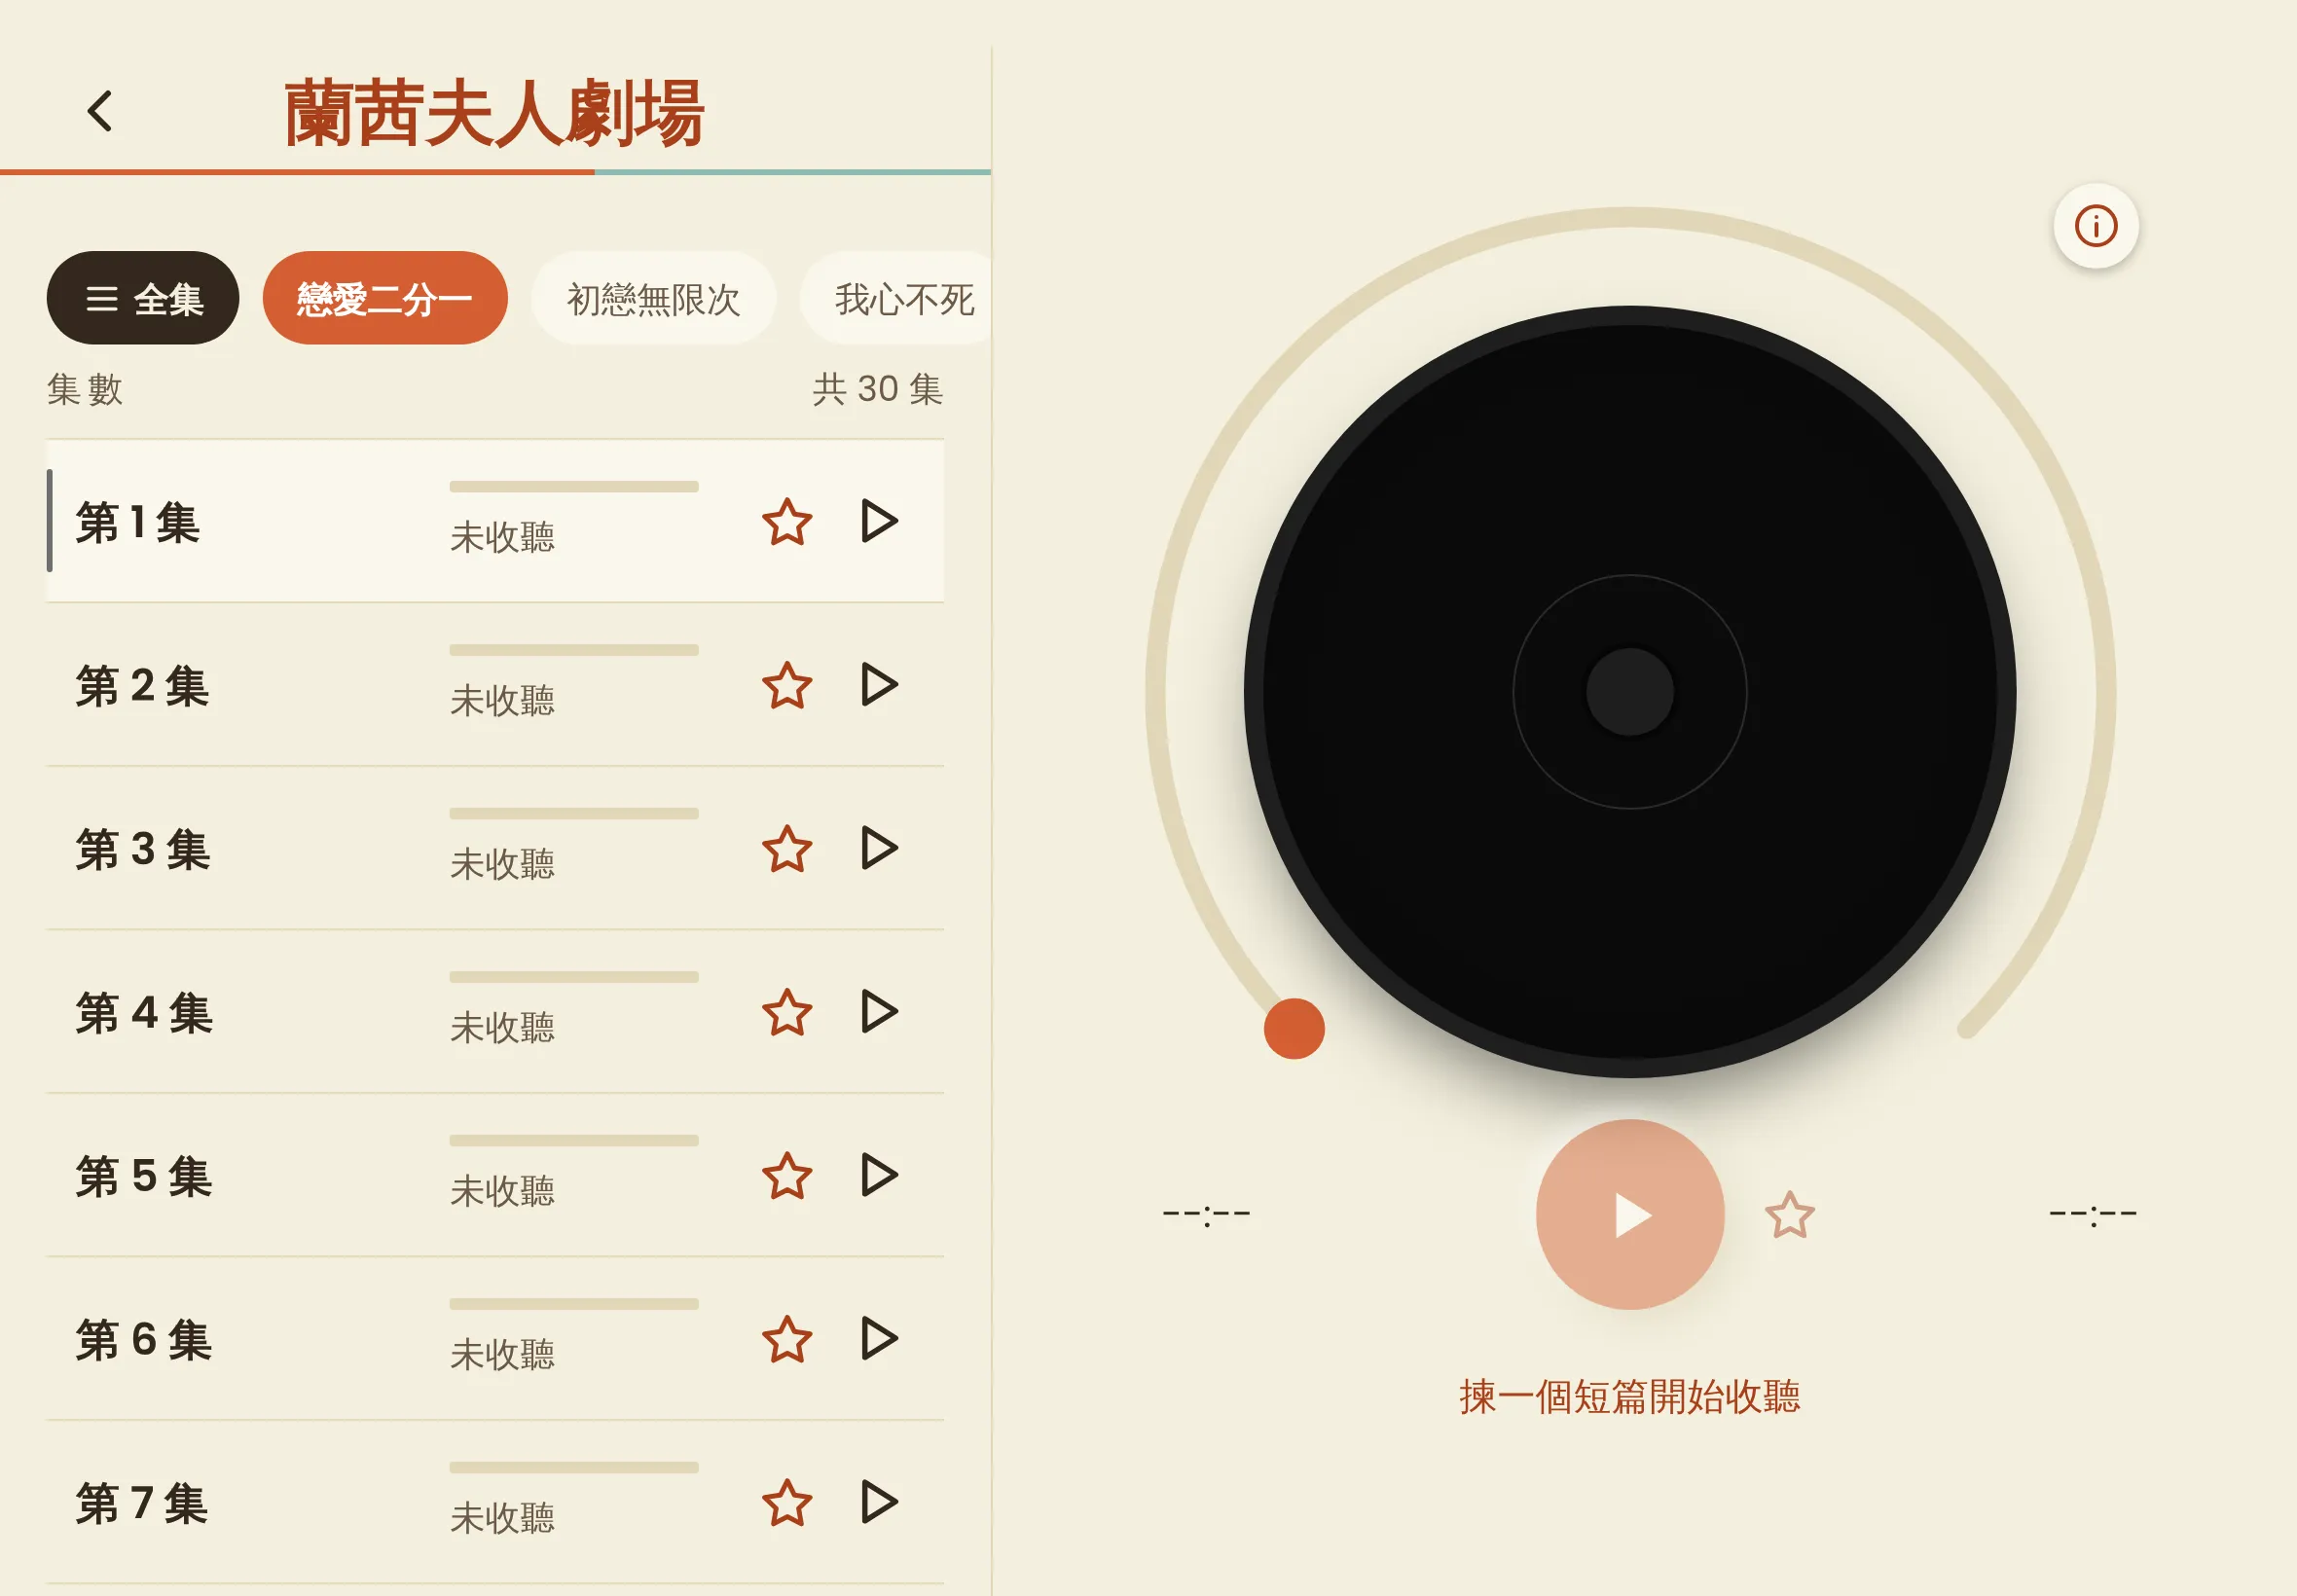 蘭茜夫人劇場
全集 戀愛二分一 初戀無限次 我心不死
集數 共 30 集
第 1 集 未收聽
第 2 集 未收聽
第 3 集 未收聽
第 4 集 未收聽
第 5 集 未收聽
第 6 集 未收聽
第 7 集 未收聽
--:-- --:--
揀一個短篇開始收聽